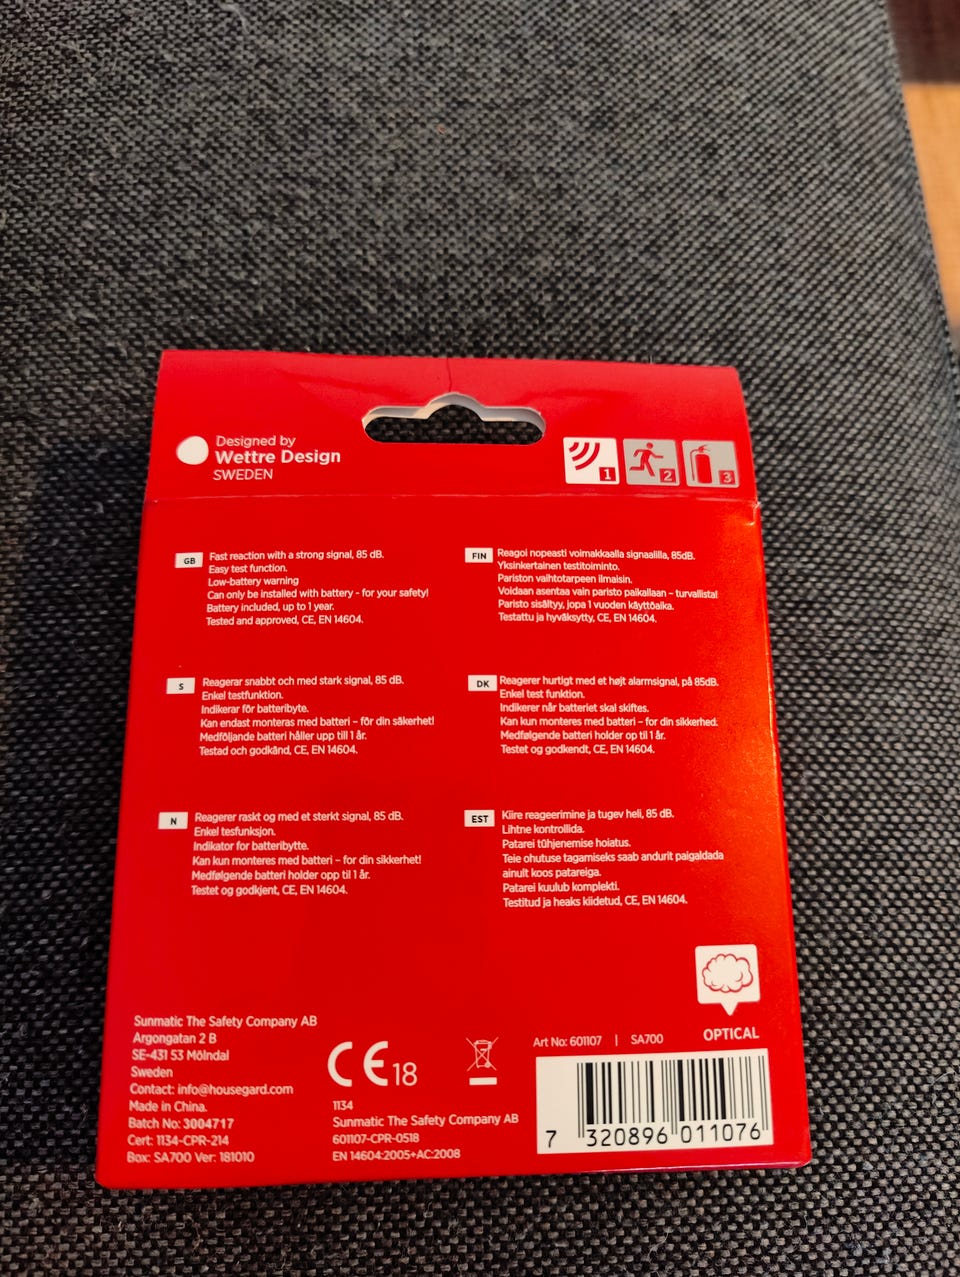 Designed by
Wettre Design
SWEDEN
1 2 3
GB
Fast reaction with a strong signal, 85 dB.
Easy test function.
Low-battery warning
Can only be installed with battery - for your safety!
Battery included, up to 1 year.
Tested and approved, CE, EN 14604.
FIN
Reagoi nopeasti voimakkaalla signaalilla, 85dB.
Yksinkertainen testitoiminto.
Pariston vaihtotarpeen ilmaisin.
Voidaan asentaa vain paristo paikallaan – turvallista!
Paristo sisältyy, jopa 1 vuoden käyttöaika.
Testattu ja hyväksytty, CE, EN 14604.
S
Reagerar snabbt och med stark signal, 85 dB.
Enkel testfunktion.
Indikerar för batteribyte.
Kan endast monteras med batteri – för din säkerhet!
Medföljande batteri håller upp till 1 år.
Testad och godkänd, CE, EN 14604.
DK
Reagerer hurtigt med et højt alarmsignal, på 85dB.
Enkel test funktion.
Indikerer når batteriet skal skiftes.
Kan kun monteres med batteri – for din sikkerhed.
Medfølgende batteri holder op til 1 år.
Testet og godkendt, CE, EN 14604.
N
Reagerer raskt og med et sterkt signal, 85 dB.
Enkel tesfunksjon.
Indikator for batteribytte.
Kan kun monteres med batteri – for din sikkerhet!
Medfølgende batteri holder opp til 1 år.
Testet og godkjent, CE, EN 14604.
EST
Kiire reageerimine ja tugev heli, 85 dB.
Lihtne kontrollida.
Patarei tühjenemise hoiatus.
Teie ohutuse tagamiseks saab andurit paigaldada
ainult koos patareiga.
Patarei kuulub komplekti.
Testitud ja heaks kiidetud, CE, EN 14604.
Sunmatic The Safety Company AB
Argongatan 2 B
SE-431 53 Mölndal
Sweden
Contact: info@housegard.com
Made in China.
Batch No: 3004717
Cert: 1134-CPR-214
Box: SA700 Ver: 181010
CE 18
1134
Sunmatic The Safety Company AB
601107-CPR-0518
EN 14604:2005+AC:2008
OPTICAL
Art No: 601107 | SA700
7 320896 011076